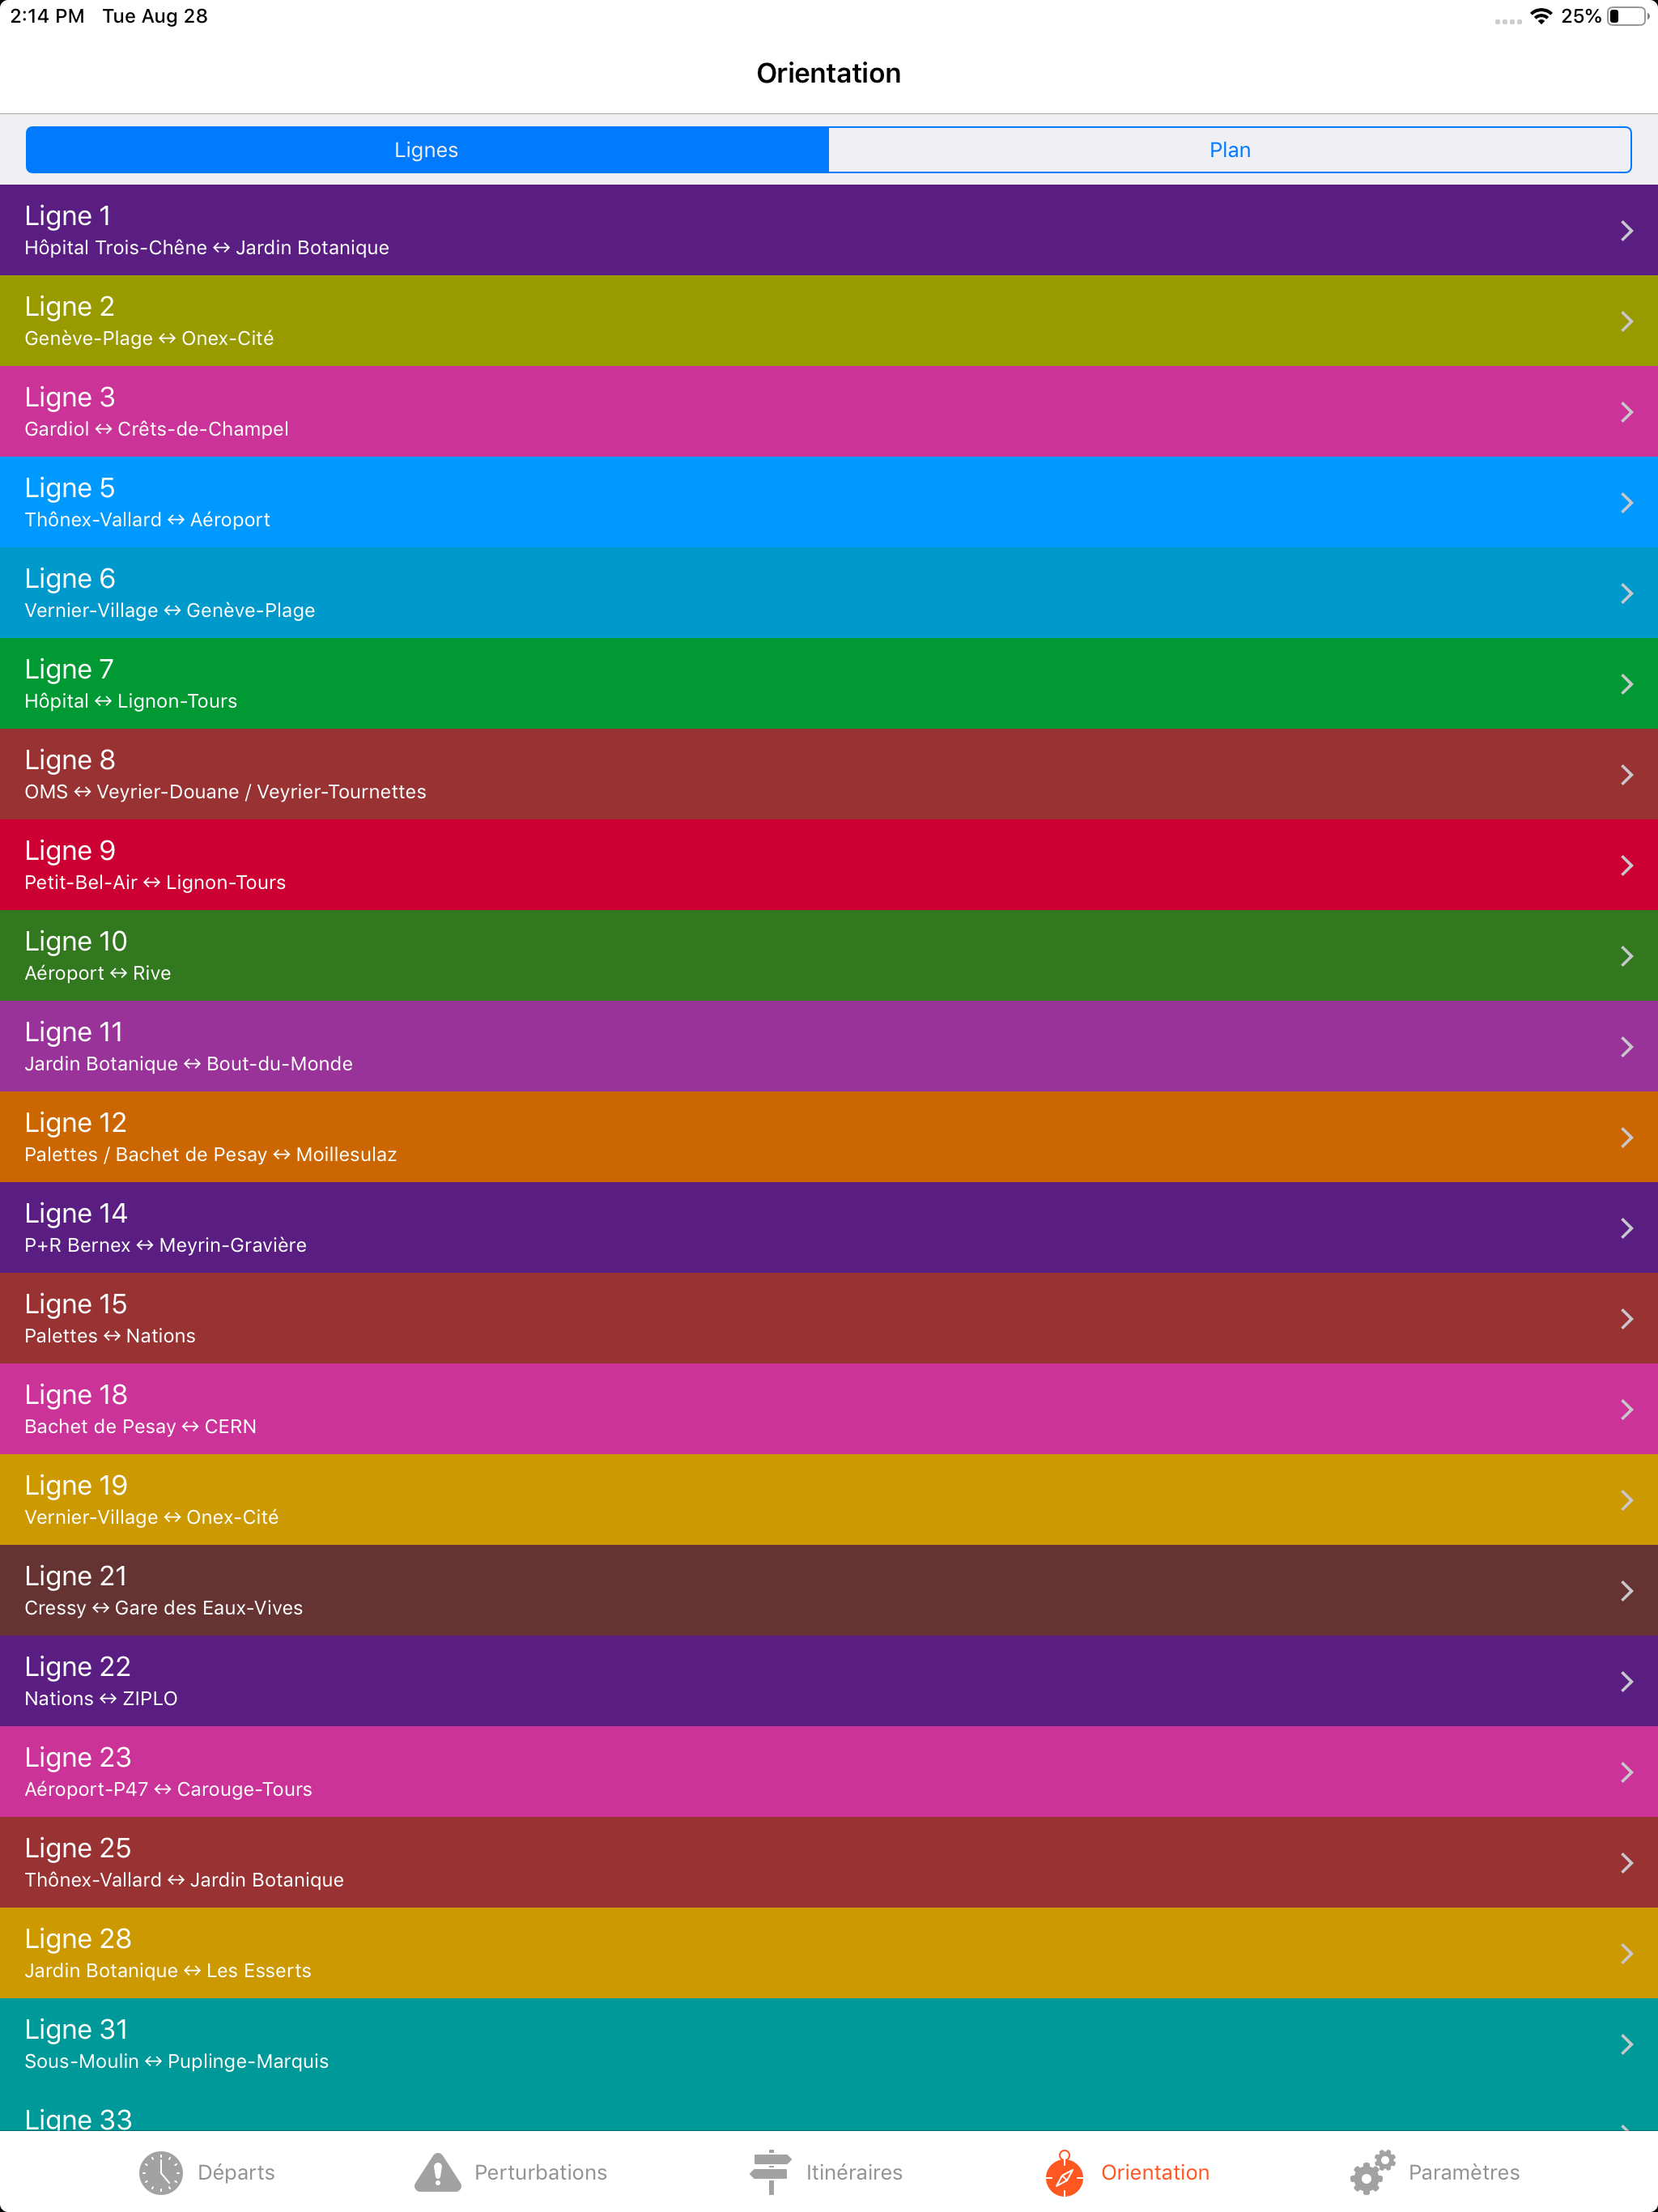 2:14 PM Tue Aug 28 25%
Orientation
Lignes Plan
Ligne 1
Hôpital Trois-Chêne ↔ Jardin Botanique
Ligne 2
Genève-Plage ↔ Onex-Cité
Ligne 3
Gardiol ↔ Crêts-de-Champel
Ligne 5
Thônex-Vallard ↔ Aéroport
Ligne 6
Vernier-Village ↔ Genève-Plage
Ligne 7
Hôpital ↔ Lignon-Tours
Ligne 8
OMS ↔ Veyrier-Douane / Veyrier-Tournettes
Ligne 9
Petit-Bel-Air ↔ Lignon-Tours
Ligne 10
Aéroport ↔ Rive
Ligne 11
Jardin Botanique ↔ Bout-du-Monde
Ligne 12
Palettes / Bachet de Pesay ↔ Moillesulaz
Ligne 14
P+R Bernex ↔ Meyrin-Gravière
Ligne 15
Palettes ↔ Nations
Ligne 18
Bachet de Pesay ↔ CERN
Ligne 19
Vernier-Village ↔ Onex-Cité
Ligne 21
Cressy ↔ Gare des Eaux-Vives
Ligne 22
Nations ↔ ZIPLO
Ligne 23
Aéroport-P47 ↔ Carouge-Tours
Ligne 25
Thônex-Vallard ↔ Jardin Botanique
Ligne 28
Jardin Botanique ↔ Les Esserts
Ligne 31
Sous-Moulin ↔ Puplinge-Marquis
Ligne 33
Départs Perturbations Itinéraires Orientation Paramètres